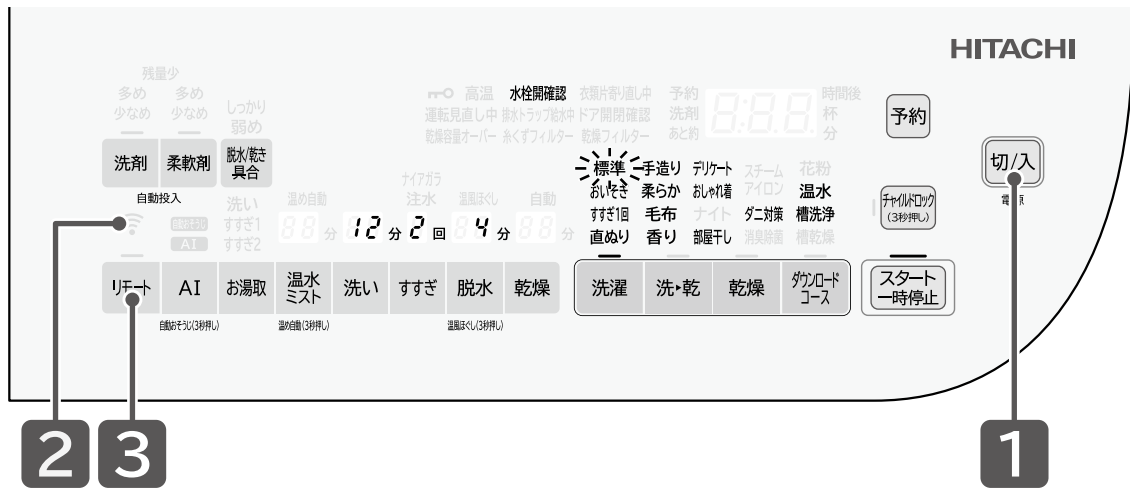 HITACHI
残量少
多め 多め
少なめ 少なめ しっかり
弱め
高温 水栓開確認 衣類片寄り直し中 予約 時間後
運転見直し中 排水トラップ給水中 ドア開閉確認 洗剤 8:88 杯
乾燥容量オーバー 糸くずフィルター 乾燥フィルター あと約 分
予約
洗剤 柔軟剤 脱水/乾き具合
自動投入
標準 手造り デリケート スチーム 花粉
おいそぎ 柔らか おしゃれ着 アイロン 温水
すすぎ1回 毛布 ナイト ダニ対策 槽洗浄
直ぬり 香り 部屋干し 消臭除菌 槽乾燥
切/入
電源
チャイルドロック
(3秒押し)
ナイアガラ
洗い 温め自動 注水 温風ほぐし 自動
自動おそうじ すすぎ1 88 分 12 分 2 回 4 分 88 分
AI すすぎ2
リモート AI お湯取 温水ミスト 洗い すすぎ 脱水 乾燥 洗濯 洗▸乾 乾燥 ダウンロードコース スタート一時停止
自動おそうじ(3秒押し) 温め自動(3秒押し) 温風ほぐし(3秒押し)
2 3 1